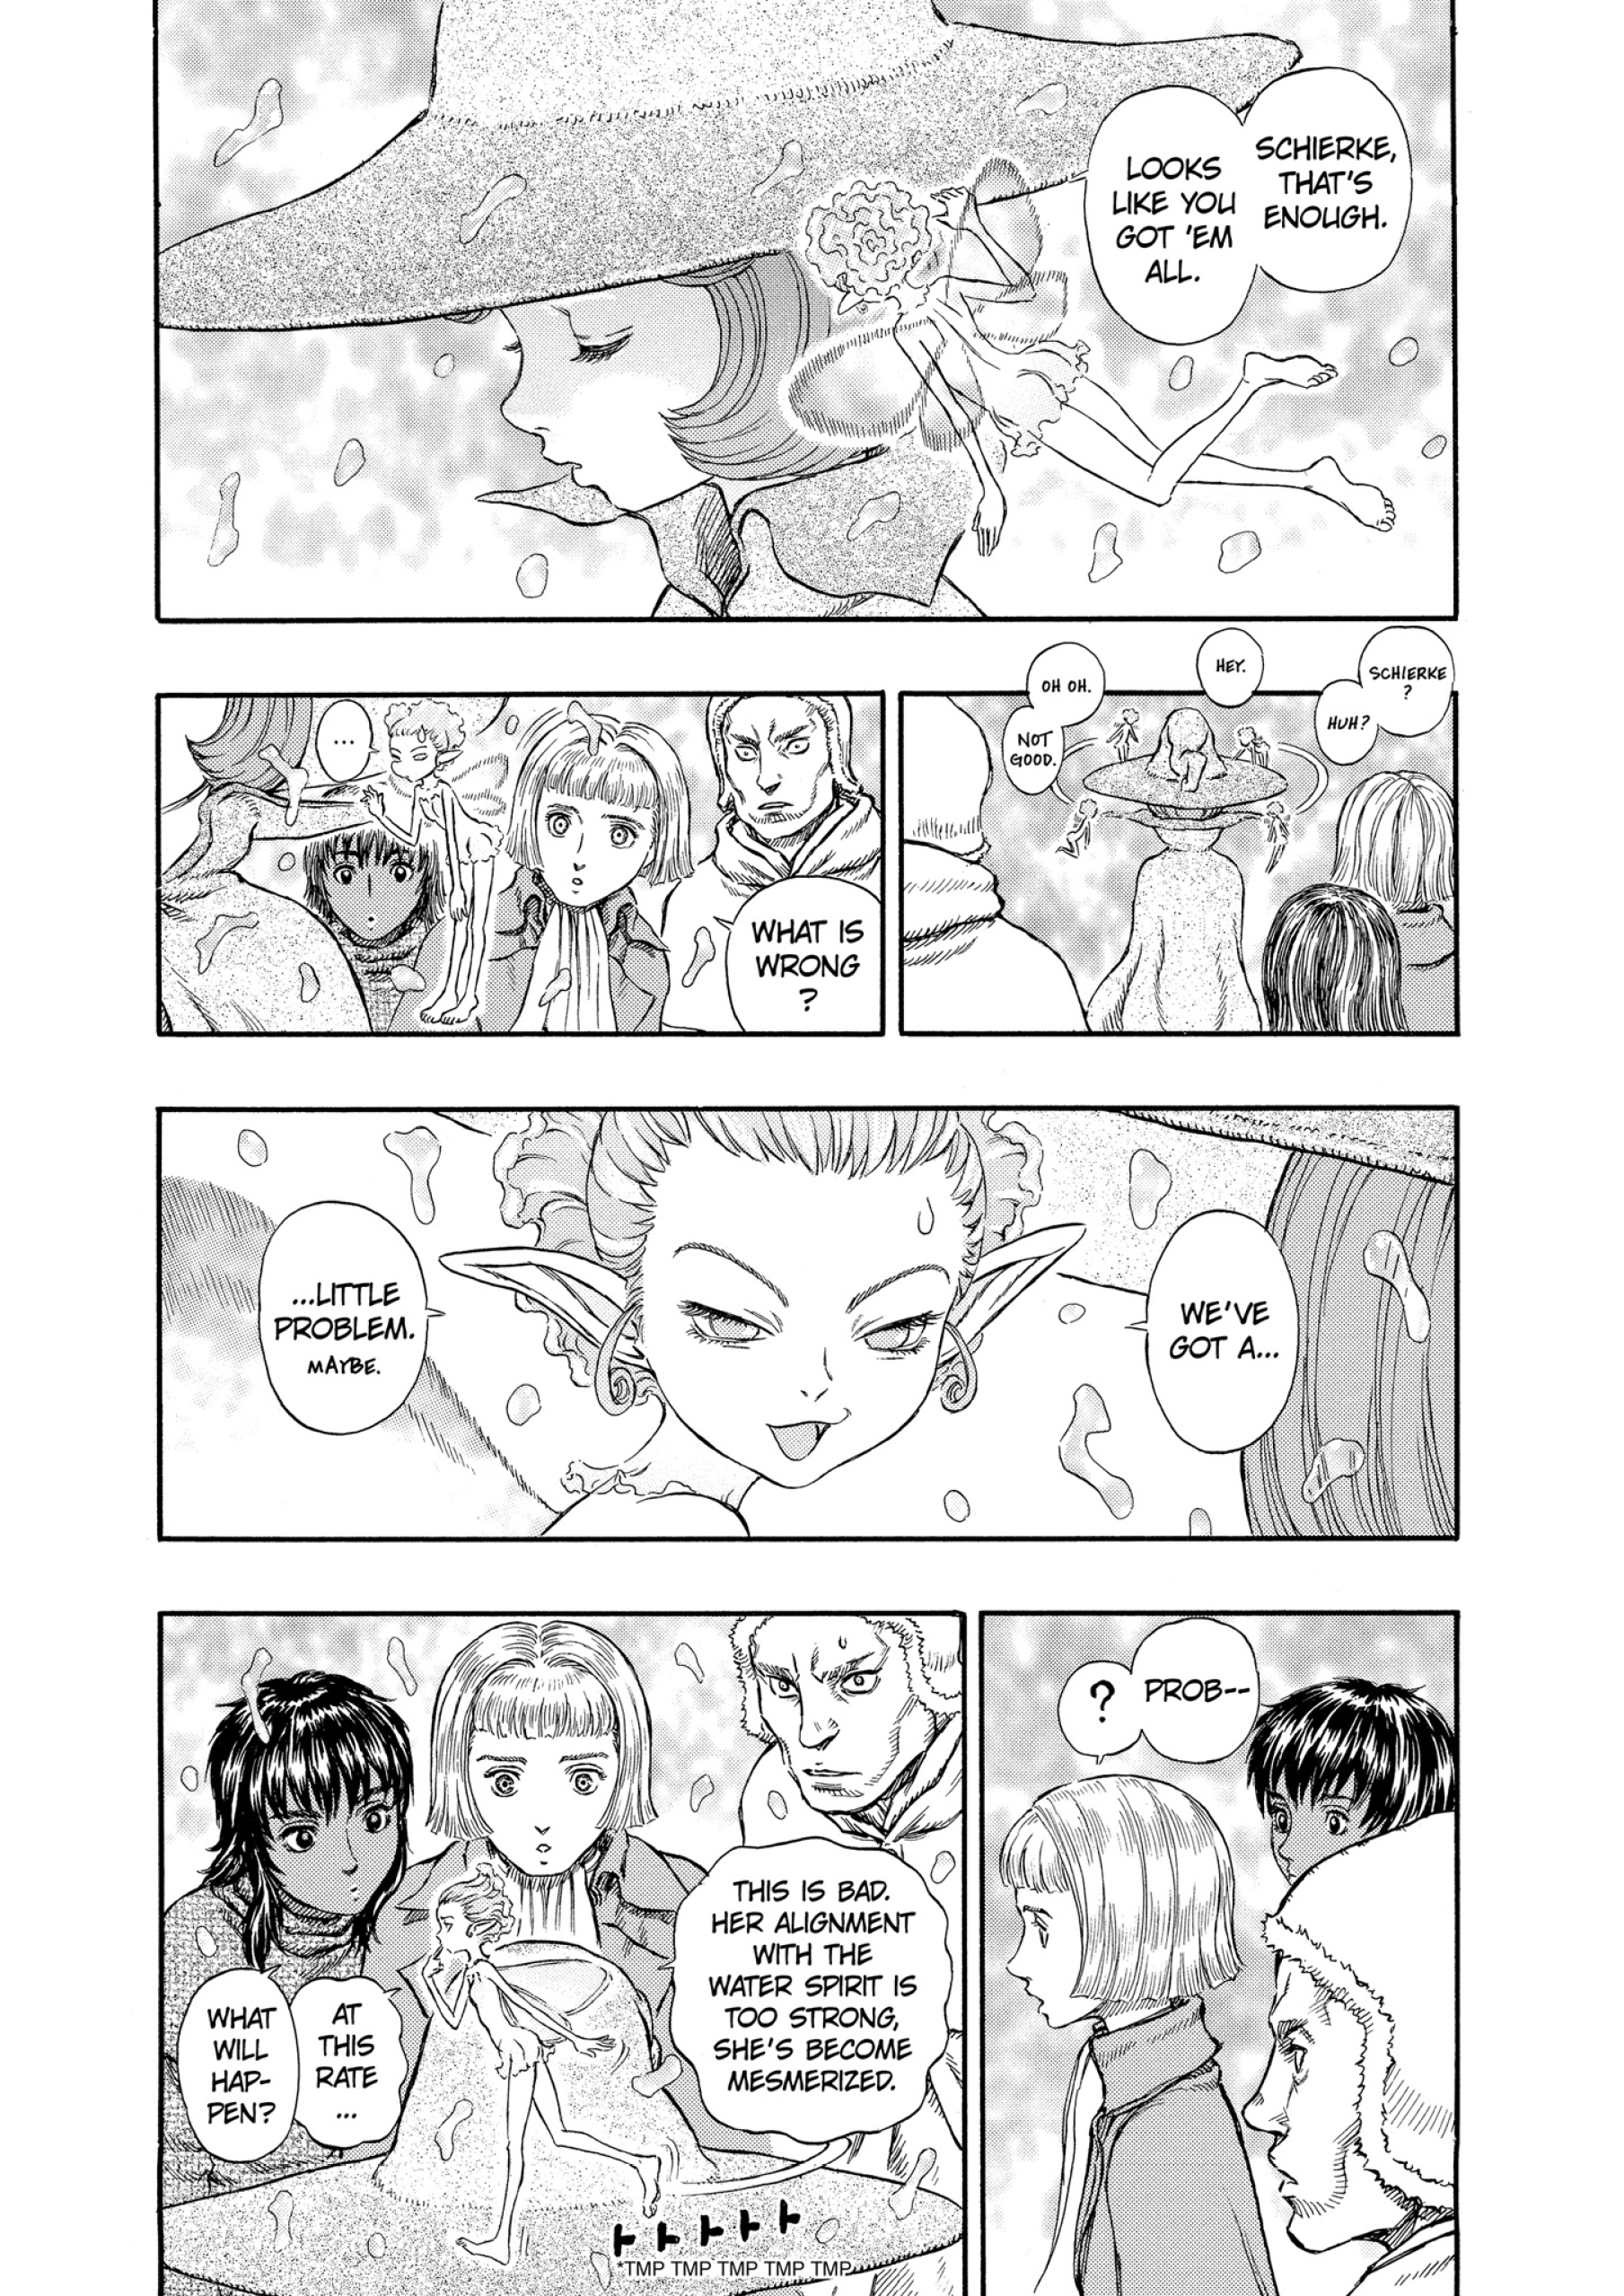 SCHIERKE,
THAT'S
ENOUGH.
LOOKS
LIKE YOU
GOT 'EM
ALL.
SCHIERKE
?
HUH?
HEY.
OH OH.
NOT
GOOD.
...
WHAT IS
WRONG
?
WE'VE
GOT A...
...LITTLE
PROBLEM.
MAYBE.
PROB--
?
THIS IS BAD.
HER ALIGNMENT
WITH THE
WATER SPIRIT IS
TOO STRONG,
SHE'S BECOME
MESMERIZED.
AT
THIS
RATE
...
WHAT
WILL
HAP-
PEN?
トトトトト
*TMP TMP TMP TMP TMP